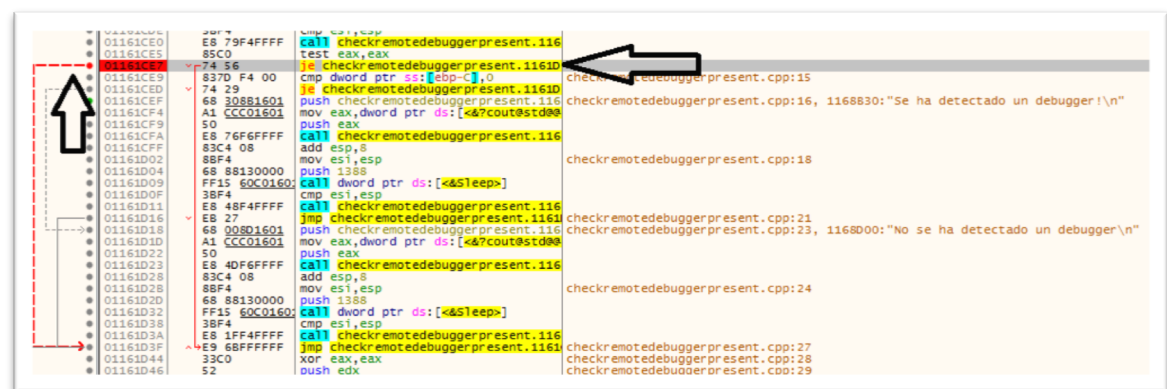 01161CDE 3BF4 cmp esi,esp
01161CE0 E8 79F4FFFF call checkremotedebuggerpresent.116
01161CE5 85C0 test eax,eax
01161CE7 74 56 je checkremotedebuggerpresent.1161D
01161CE9 837D F4 00 cmp dword ptr ss:[ebp-C],0 checkremotedebuggerpresent.cpp:15
01161CED 74 29 je checkremotedebuggerpresent.1161D
01161CEF 68 308B1601 push checkremotedebuggerpresent.116 checkremotedebuggerpresent.cpp:16, 1168B30:"Se ha detectado un debugger!\n"
01161CF4 A1 CCC01601 mov eax,dword ptr ds:[<&?cout@std@@
01161CF9 50 push eax
01161CFA E8 76F6FFFF call checkremotedebuggerpresent.116
01161CFF 83C4 08 add esp,8
01161D02 8BF4 mov esi,esp checkremotedebuggerpresent.cpp:18
01161D04 68 88130000 push 1388
01161D09 FF15 60C01601 call dword ptr ds:[<&Sleep>]
01161D0F 3BF4 cmp esi,esp
01161D11 E8 48F4FFFF call checkremotedebuggerpresent.116
01161D16 EB 27 jmp checkremotedebuggerpresent.1161 checkremotedebuggerpresent.cpp:21
01161D18 68 008D1601 push checkremotedebuggerpresent.116 checkremotedebuggerpresent.cpp:23, 1168D00:"No se ha detectado un debugger\n"
01161D1D A1 CCC01601 mov eax,dword ptr ds:[<&?cout@std@@
01161D22 50 push eax
01161D23 E8 4DF6FFFF call checkremotedebuggerpresent.116
01161D28 83C4 08 add esp,8
01161D2B 8BF4 mov esi,esp checkremotedebuggerpresent.cpp:24
01161D2D 68 88130000 push 1388
01161D32 FF15 60C01601 call dword ptr ds:[<&Sleep>]
01161D38 3BF4 cmp esi,esp
01161D3A E8 1FF4FFFF call checkremotedebuggerpresent.116
01161D3F E9 6BFFFFFF jmp checkremotedebuggerpresent.1161 checkremotedebuggerpresent.cpp:27
01161D44 33C0 xor eax,eax checkremotedebuggerpresent.cpp:28
01161D46 52 push edx checkremotedebuggerpresent.cpp:29